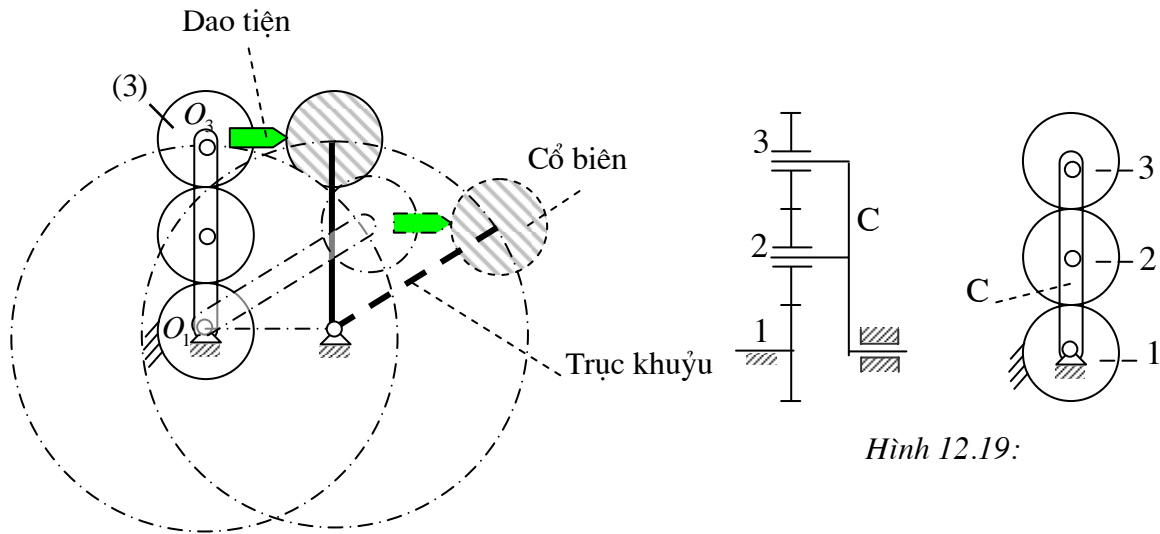 Dao tiện
(3)
O3
Cổ biên
O1
Trục khuỷu
3
2
1
C
3
2
C
1
Hình 12.19: